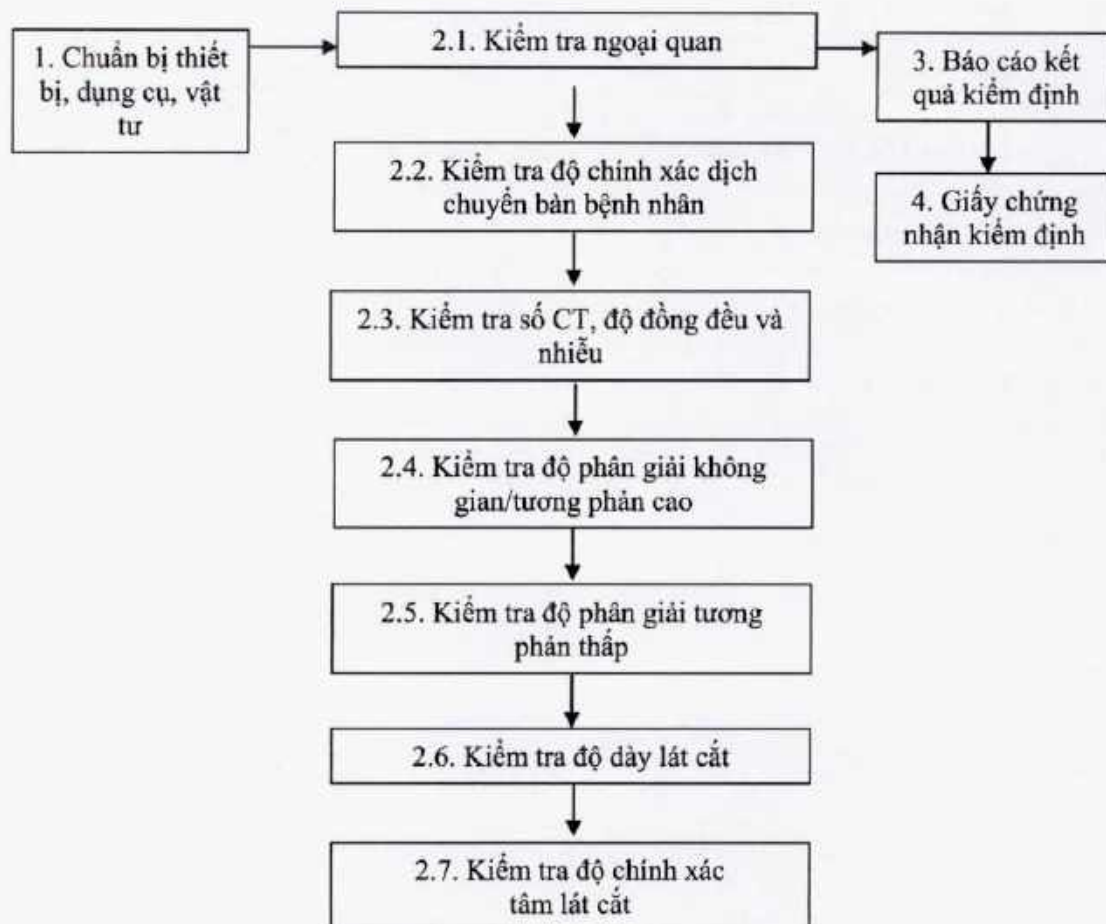 1. Chuẩn bị thiết
bị, dụng cụ, vật
tư
2.1. Kiểm tra ngoại quan
2.2. Kiểm tra độ chính xác dịch
chuyển bàn bệnh nhân
2.3. Kiểm tra số CT, độ đồng đều và
nhiễu
2.4. Kiểm tra độ phân giải không
gian/tương phản cao
2.5. Kiểm tra độ phân giải tương
phản thấp
2.6. Kiểm tra độ dày lát cắt
2.7. Kiểm tra độ chính xác
tâm lát cắt
3. Báo cáo kết
quả kiểm định
4. Giấy chứng
nhận kiểm định